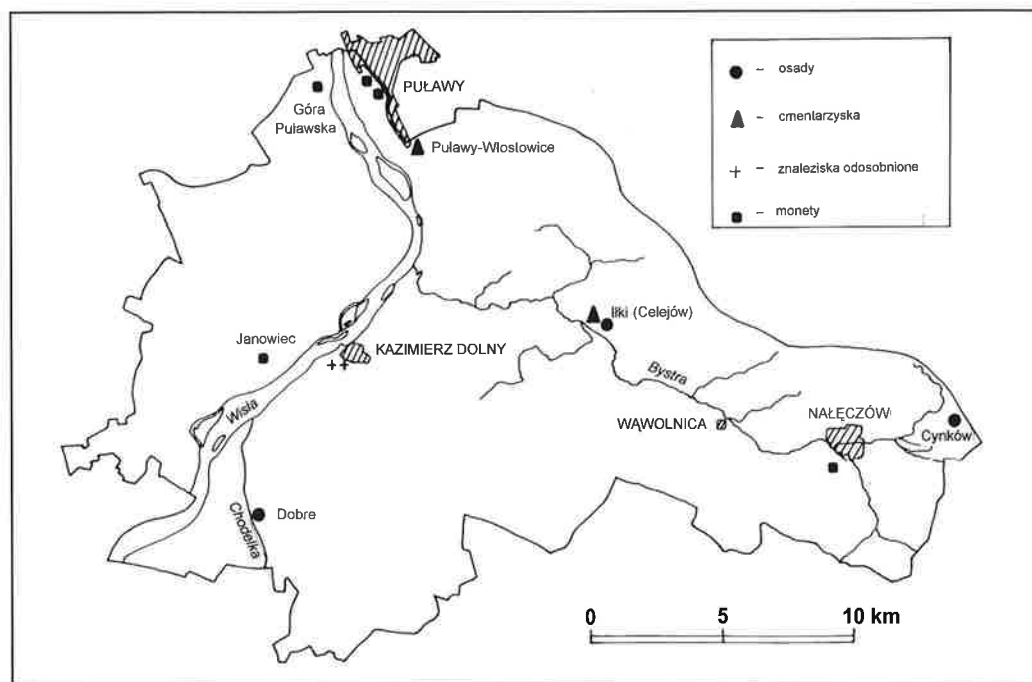 PUŁAWY
Góra
Puławska
Puławy-Włostowice
● – osady
▲ – cmentarzyska
+ – znaleziska odosobnione
■ – monety
Iłki (Celejów)
Janowiec
KAZIMIERZ DOLNY
Bystra
Wisła
WĄWOLNICA
NAŁĘCZÓW
Cynków
Dobre
Chodelka
0 5 10 km